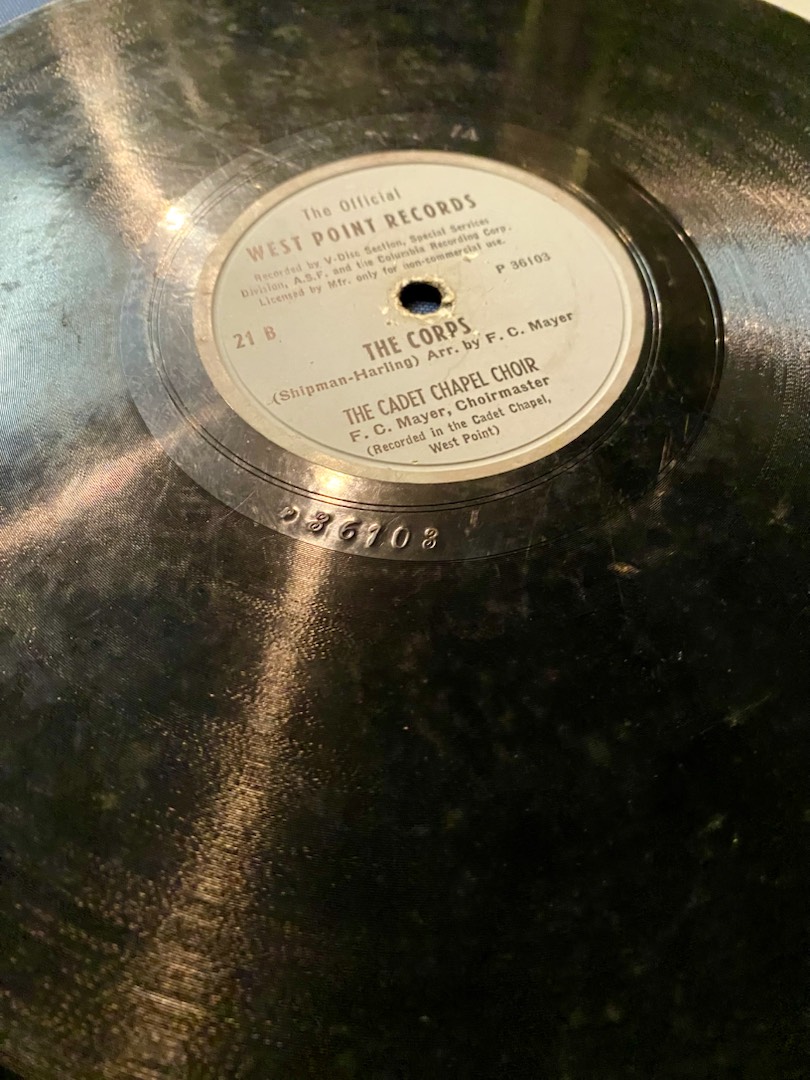 The Official
WEST POINT RECORDS
Recorded by V-Disc Section, Special Services
Division, A.S.F. and the Columbia Recording Corp.
Licensed by Mfr. only for non-commercial use.
P 36103
21 B
THE CORPS
(Shipman-Harling) Arr. by F. C. Mayer
THE CADET CHAPEL CHOIR
F. C. Mayer, Choirmaster
(Recorded in the Cadet Chapel,
West Point)
P36103